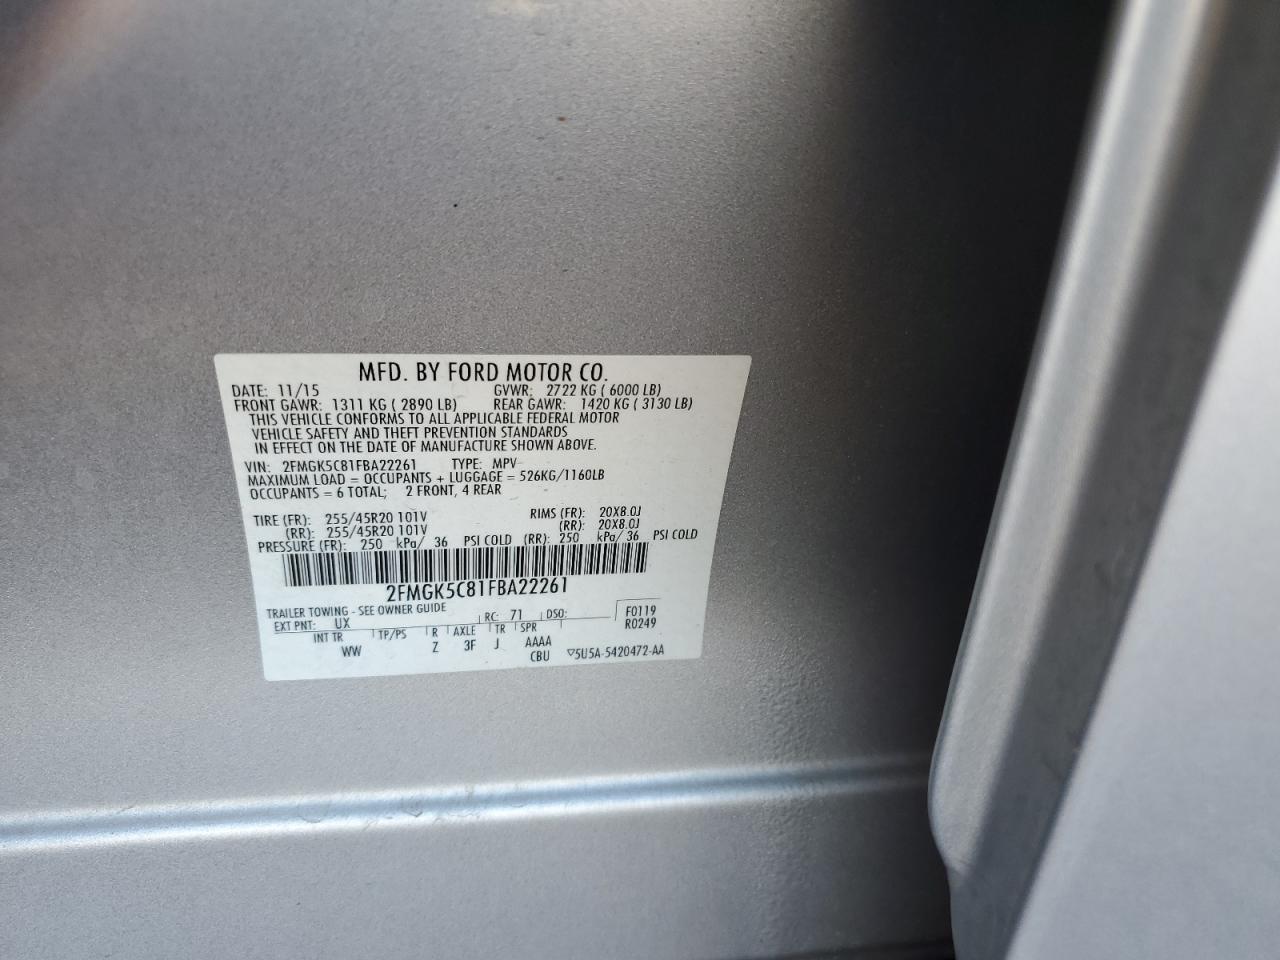 MFD. BY FORD MOTOR CO.
DATE: 11/15 GVWR: 2722 KG ( 6000 LB)
FRONT GAWR: 1311 KG ( 2890 LB) REAR GAWR: 1420 KG ( 3130 LB)
THIS VEHICLE CONFORMS TO ALL APPLICABLE FEDERAL MOTOR
VEHICLE SAFETY AND THEFT PREVENTION STANDARDS
IN EFFECT ON THE DATE OF MANUFACTURE SHOWN ABOVE.
VIN: 2FMGK5C81FBA22261 TYPE: MPV
MAXIMUM LOAD = OCCUPANTS + LUGGAGE = 526KG/1160LB
OCCUPANTS = 6 TOTAL; 2 FRONT, 4 REAR
TIRE (FR): 255/45R20 101V RIMS (FR): 20X8.0J
(RR): 255/45R20 101V (RR): 20X8.0J
PRESSURE (FR): 250 kPa/ 36 PSI COLD (RR): 250 kPa/ 36 PSI COLD
2FMGK5C81FBA22261
TRAILER TOWING - SEE OWNER GUIDE
EXT PNT: UX RC: 71 DSO: F0119
R0249
INT TR TP/PS R AXLE TR SPR
WW Z 3F J AAAA
CBU ▽5U5A-5420472-AA